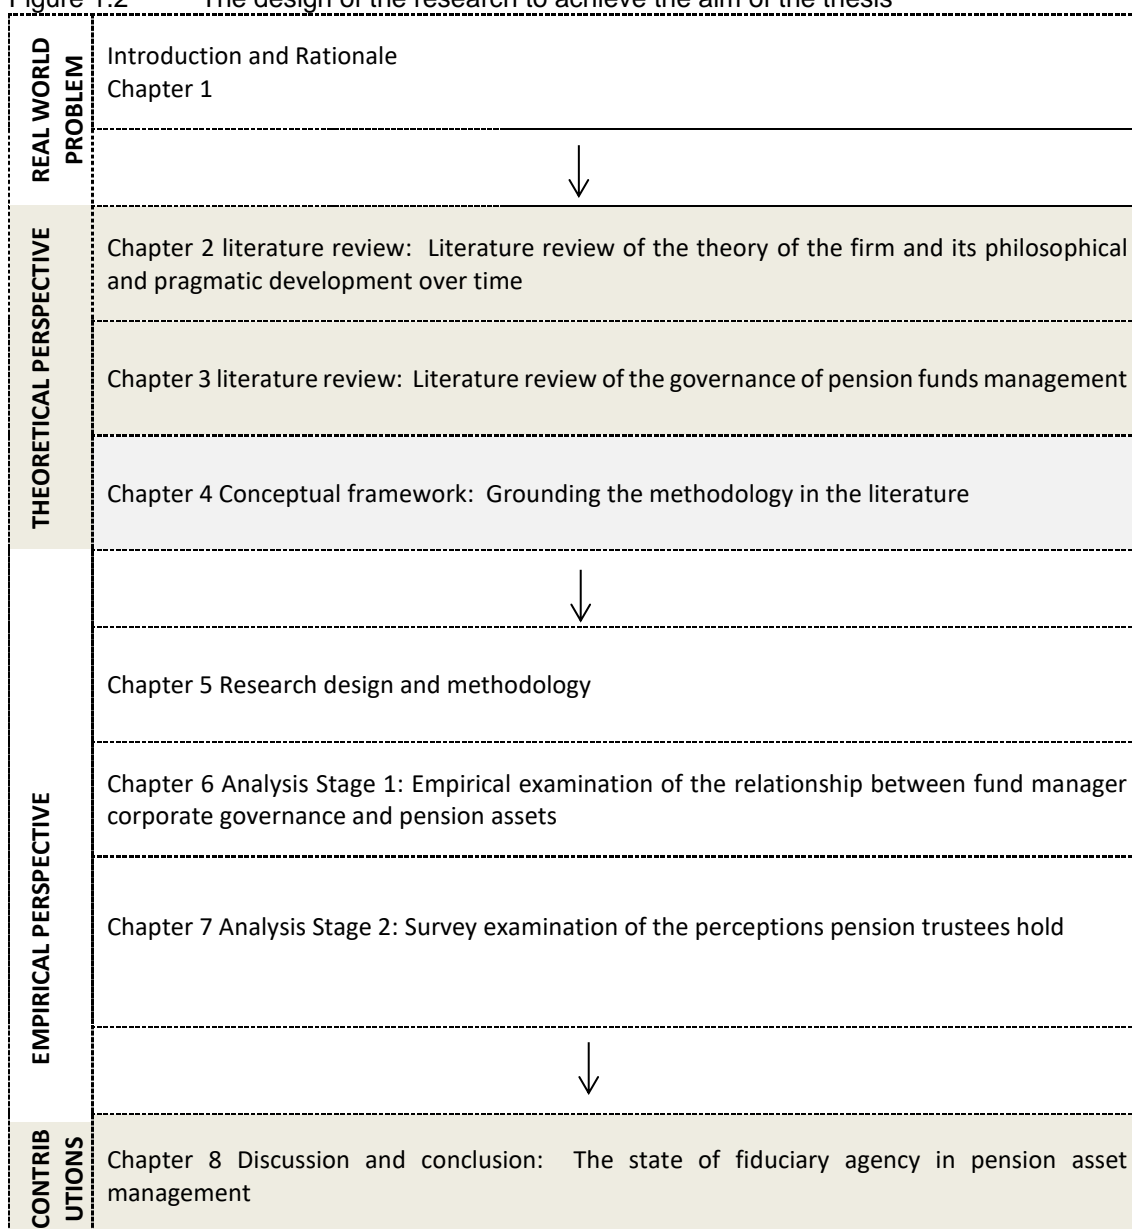 Figure 1.2 The design of the research to achieve the aim of the thesis
REAL WORLD
PROBLEM
Introduction and Rationale
Chapter 1
THEORETICAL PERSPECTIVE
Chapter 2 literature review: Literature review of the theory of the firm and its philosophical
and pragmatic development over time
Chapter 3 literature review: Literature review of the governance of pension funds management
Chapter 4 Conceptual framework: Grounding the methodology in the literature
EMPIRICAL PERSPECTIVE
Chapter 5 Research design and methodology
Chapter 6 Analysis Stage 1: Empirical examination of the relationship between fund manager
corporate governance and pension assets
Chapter 7 Analysis Stage 2: Survey examination of the perceptions pension trustees hold
CONTRIB
UTIONS
Chapter 8 Discussion and conclusion: The state of fiduciary agency in pension asset
management